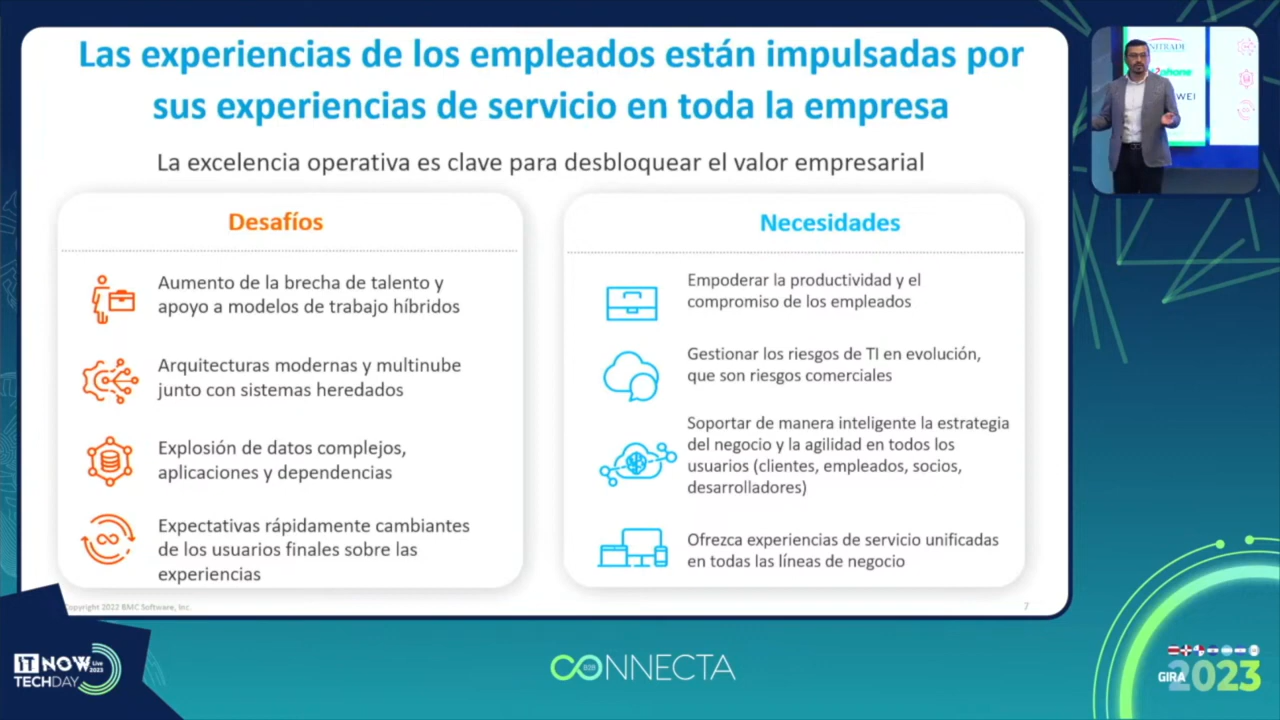 Las experiencias de los empleados están impulsadas por
sus experiencias de servicio en toda la empresa
La excelencia operativa es clave para desbloquear el valor empresarial
Desafíos
Aumento de la brecha de talento y
apoyo a modelos de trabajo híbridos
Arquitecturas modernas y multinube
junto con sistemas heredados
Explosión de datos complejos,
aplicaciones y dependencias
Expectativas rápidamente cambiantes
de los usuarios finales sobre las
experiencias
Necesidades
Empoderar la productividad y el
compromiso de los empleados
Gestionar los riesgos de TI en evolución,
que son riesgos comerciales
Soportar de manera inteligente la estrategia
del negocio y la agilidad en todos los
usuarios (clientes, empleados, socios,
desarrolladores)
Ofrezca experiencias de servicio unificadas
en todas las líneas de negocio
Copyright 2022 BMC Software, Inc.
7
IT NOW Live
2023
TECHDAY
B2B
CONNECTA
GIRA 2023